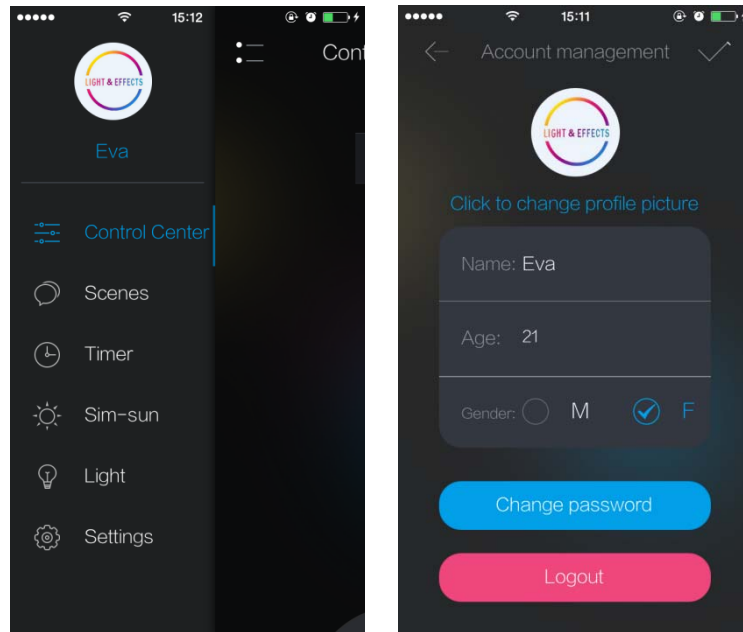 15:12
LIGHT & EFFECTS
Eva
Control Center
Scenes
Timer
Sim-sun
Light
Settings
Cont
15:11
Account management
LIGHT & EFFECTS
Click to change profile picture
Name: Eva
Age: 21
Gender: M F
Change password
Logout